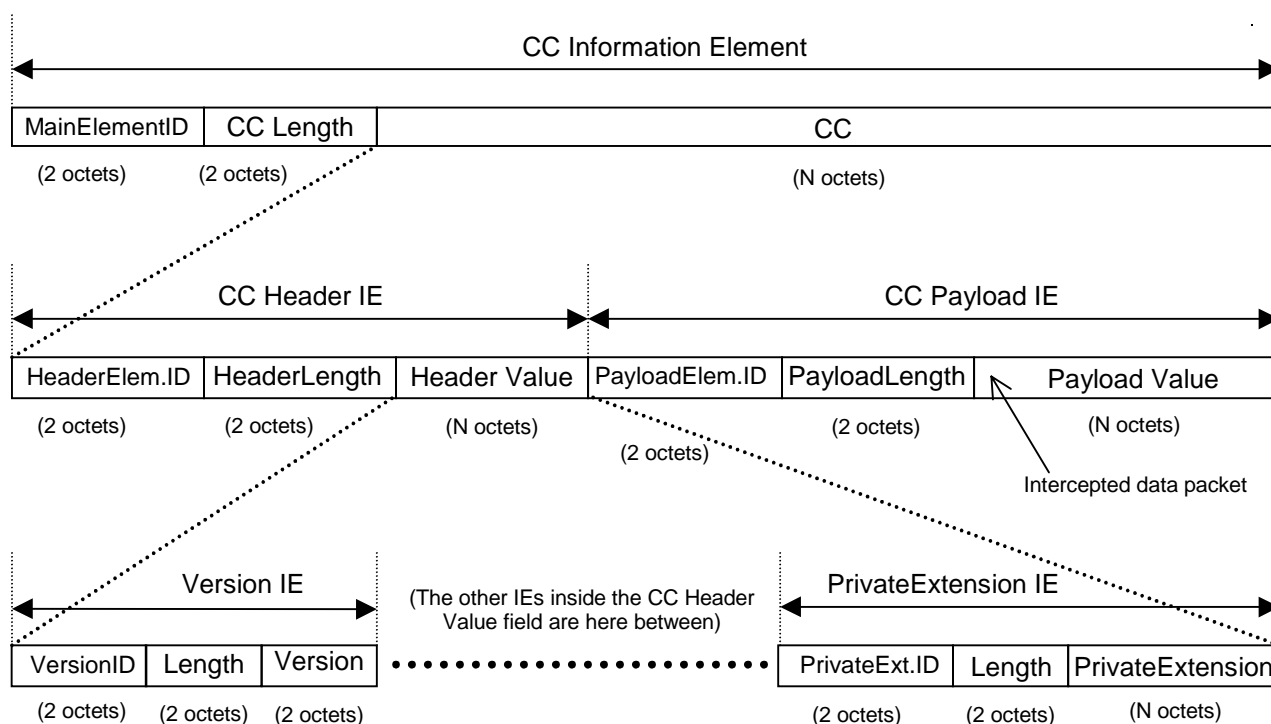 CC Information Element
MainElementID CC Length CC
(2 octets) (2 octets) (N octets)
CC Header IE CC Payload IE
HeaderElem.ID HeaderLength Header Value PayloadElem.ID PayloadLength Payload Value
(2 octets) (2 octets) (N octets) (2 octets) (2 octets) (N octets)
Intercepted data packet
Version IE PrivateExtension IE
(The other IEs inside the CC Header
Value field are here between)
VersionID Length Version PrivateExt.ID Length PrivateExtension
(2 octets) (2 octets) (2 octets) (2 octets) (2 octets) (N octets)